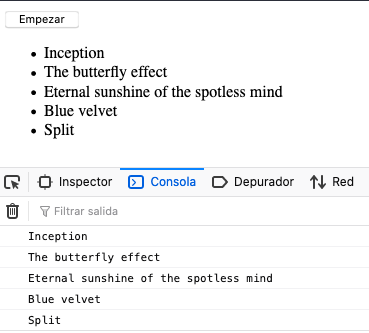 Empezar
Inception
The butterfly effect
Eternal sunshine of the spotless mind
Blue velvet
Split
Inspector Consola Depurador Red
Filtrar salida
Inception
The butterfly effect
Eternal sunshine of the spotless mind
Blue velvet
Split